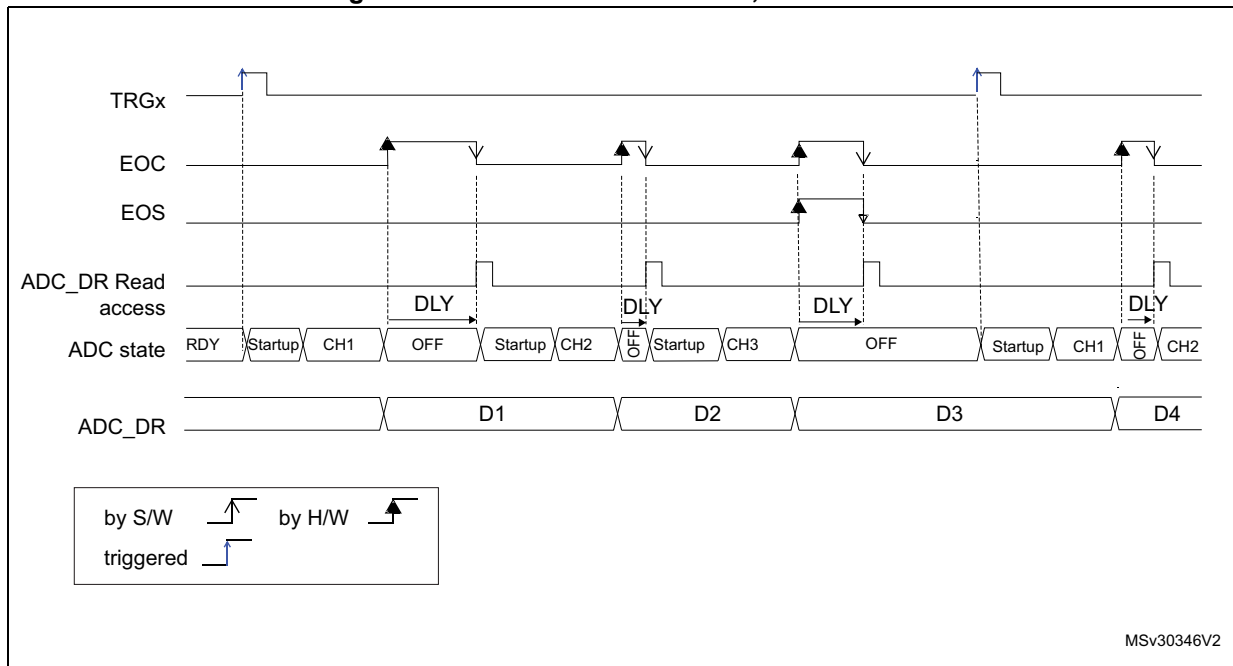 TRGx
EOC
EOS
ADC_DR Read
access
DLY DLY DLY DLY
ADC state RDY Startup CH1 OFF Startup CH2 OFF Startup CH3 OFF Startup CH1 OFF CH2
ADC_DR D1 D2 D3 D4
by S/W by H/W
triggered
MSv30346V2